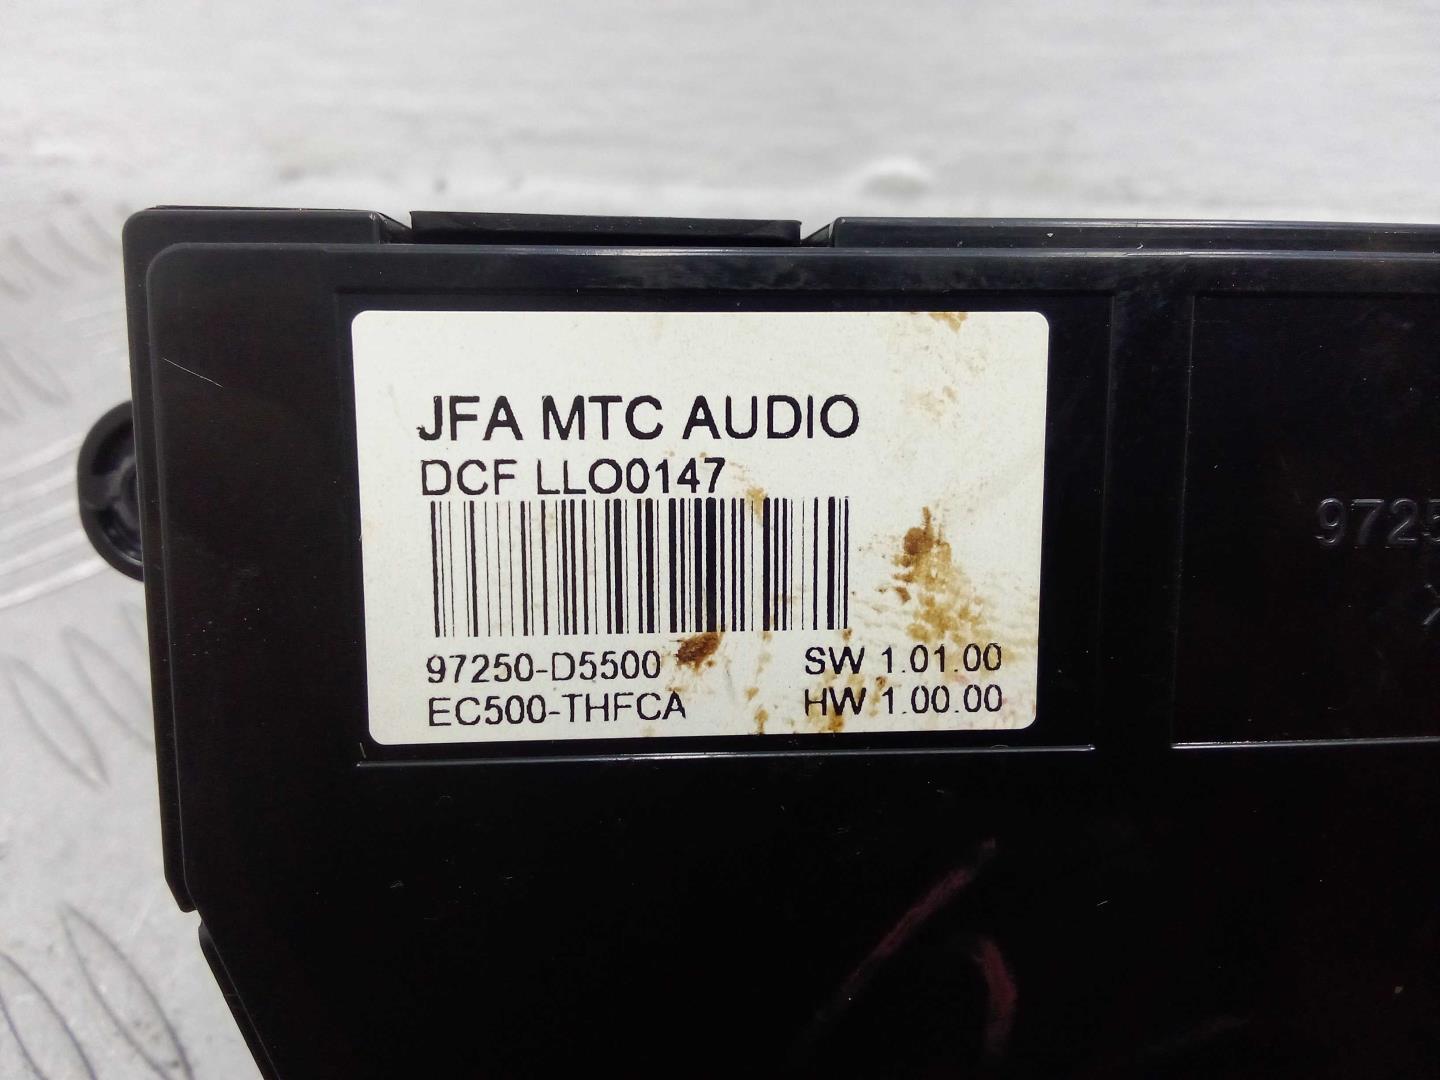 JFA MTC AUDIO
DCF LLO0147
97250-D5500
SW 1.01.00
EC500-THFCA
HW 1.00.00